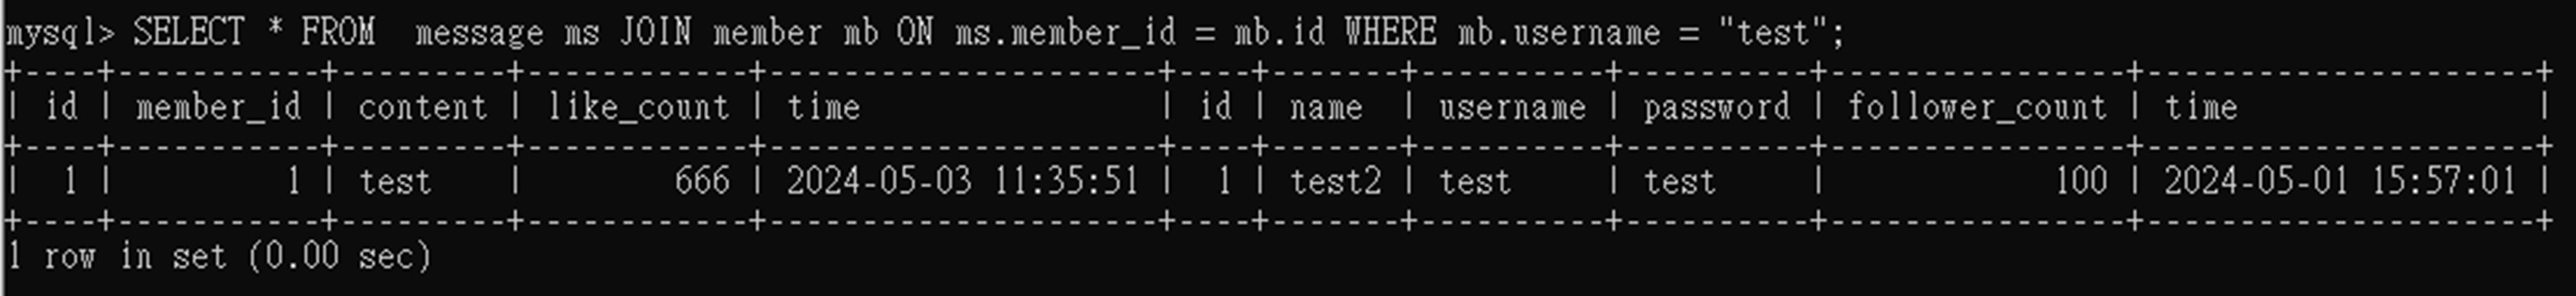 mysql> SELECT * FROM  message ms JOIN member mb ON ms.member_id = mb.id WHERE mb.username = "test";
+----+-----------+---------+------------+---------------------+----+-------+----------+----------+----------------+---------------------+
| id | member_id | content | like_count | time                | id | name  | username | password | follower_count | time                |
+----+-----------+---------+------------+---------------------+----+-------+----------+----------+----------------+---------------------+
|  1 |         1 | test    |        666 | 2024-05-03 11:35:51 |  1 | test2 | test     | test     |            100 | 2024-05-01 15:57:01 |
+----+-----------+---------+------------+---------------------+----+-------+----------+----------+----------------+---------------------+
1 row in set (0.00 sec)